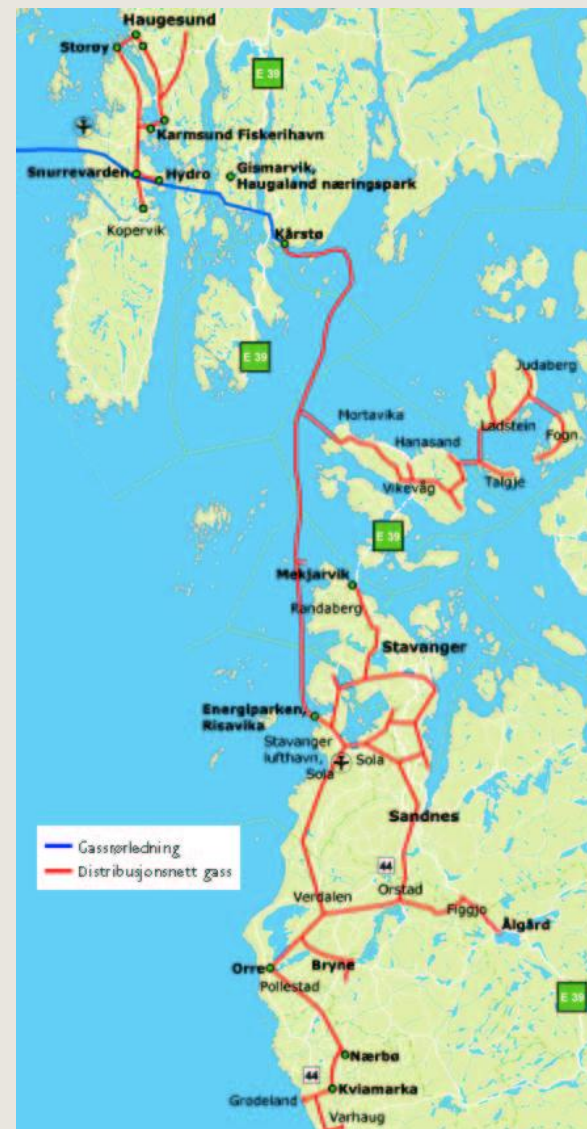 Haugesund
Storøy
E 39
Karmsund Fiskerihavn
Snurrevarden
Hydro
Gismarvik,
Haugaland næringspark
Kopervik
Kårstø
E 39
Judaberg
Mortavika
Ladstein
Hanasand
Fogn
Vikevåg
Talgje
E 39
Mekjarvik
Randaberg
Stavanger
Energiparken,
Risavika
Stavanger
lufthavn,
Sola
Sola
Sandnes
Gassrørledning
Distribusjonsnett gass
44
Verdalen
Orstad
Figgjo
Ålgård
Orre
Bryne
Pollestad
E 39
Nærbø
44
Kviamarka
Grødeland
Varhaug